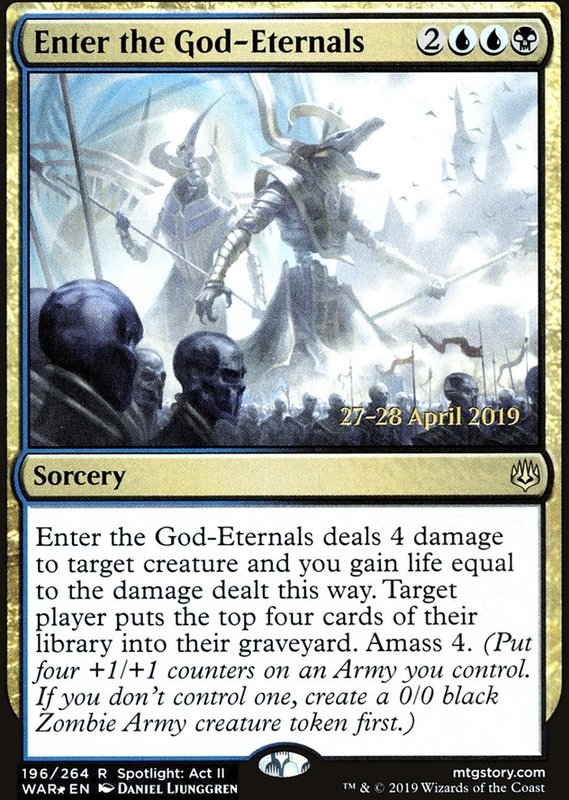 Enter the God-Eternals 2
27-28 April 2019
Sorcery
Enter the God-Eternals deals 4 damage
to target creature and you gain life equal
to the damage dealt this way. Target
player puts the top four cards of their
library into their graveyard. Amass 4. (Put
four +1/+1 counters on an Army you control.
If you don't control one, create a 0/0 black
Zombie Army creature token first.)
196/264 R Spotlight: Act II mtgstory.com
WAR★EN Daniel Ljunggren ™ & © 2019 Wizards of the Coast